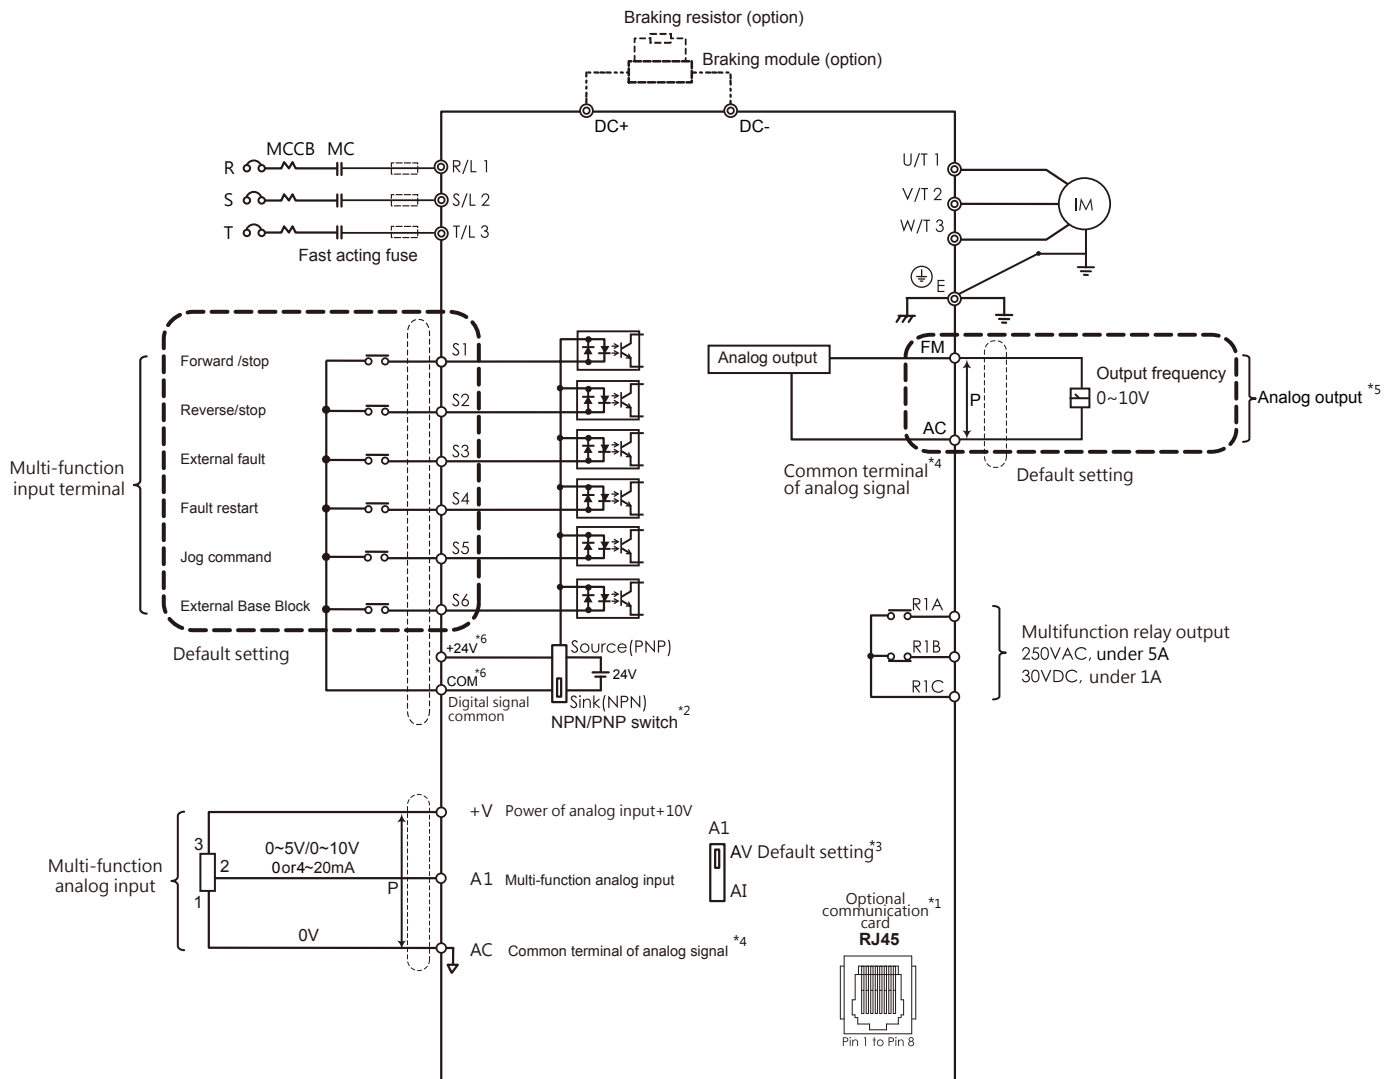 Braking resistor (option)
Braking module (option)
DC+
DC-
MCCB
MC
R
R/L 1
S
S/L 2
T
T/L 3
Fast acting fuse
U/T 1
V/T 2
W/T 3
IM
E
Multi-function
input terminal
Forward /stop
S1
Reverse/stop
S2
External fault
S3
Fault restart
S4
Jog command
S5
External Base Block
S6
Default setting
+24V*6
COM*6
Digital signal
common
Source(PNP)
24V
Sink(NPN)
NPN/PNP switch*2
Analog output
FM
P
AC
Output frequency
0~10V
Analog output *5
Common terminal*4
of analog signal
Default setting
R1A
R1B
R1C
Multifunction relay output
250VAC, under 5A
30VDC, under 1A
Multi-function
analog input
3
2
1
0~5V/0~10V
0or4~20mA
P
0V
+V Power of analog input+10V
A1 Multi-function analog input
AC Common terminal of analog signal *4
A1
AV Default setting*3
AI
Optional
communication*1
card
RJ45
Pin 1 to Pin 8